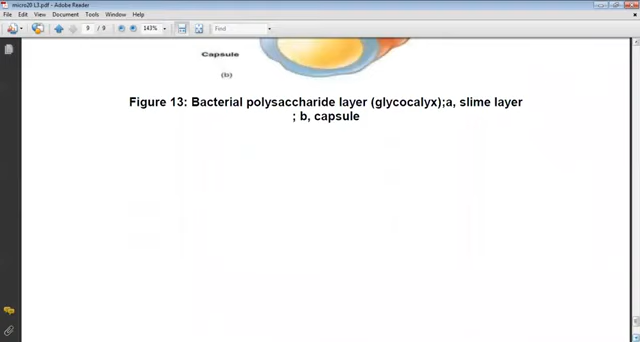 micro20 L3.pdf - Adobe Reader
File Edit View Document Tools Window Help
9 / 9 143% Find
Capsule
(b)
Figure 13: Bacterial polysaccharide layer (glycocalyx);a, slime layer
; b, capsule